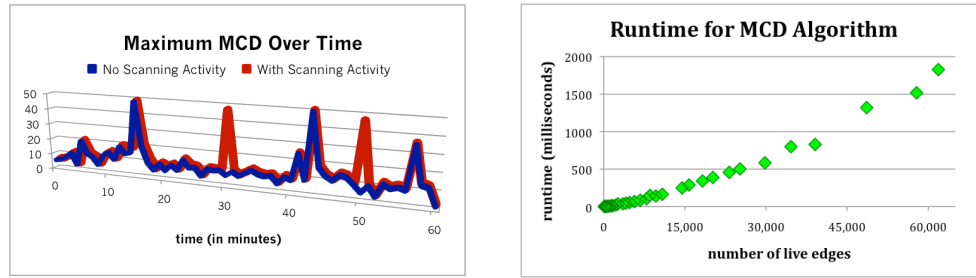 Maximum MCD Over Time
No Scanning Activity With Scanning Activity
50
40
30
20
10
0
0 10 20 30 40 50 60
time (in minutes)
Runtime for MCD Algorithm
runtime (milliseconds)
2000
1500
1000
500
0
0 15,000 30,000 45,000 60,000
number of live edges